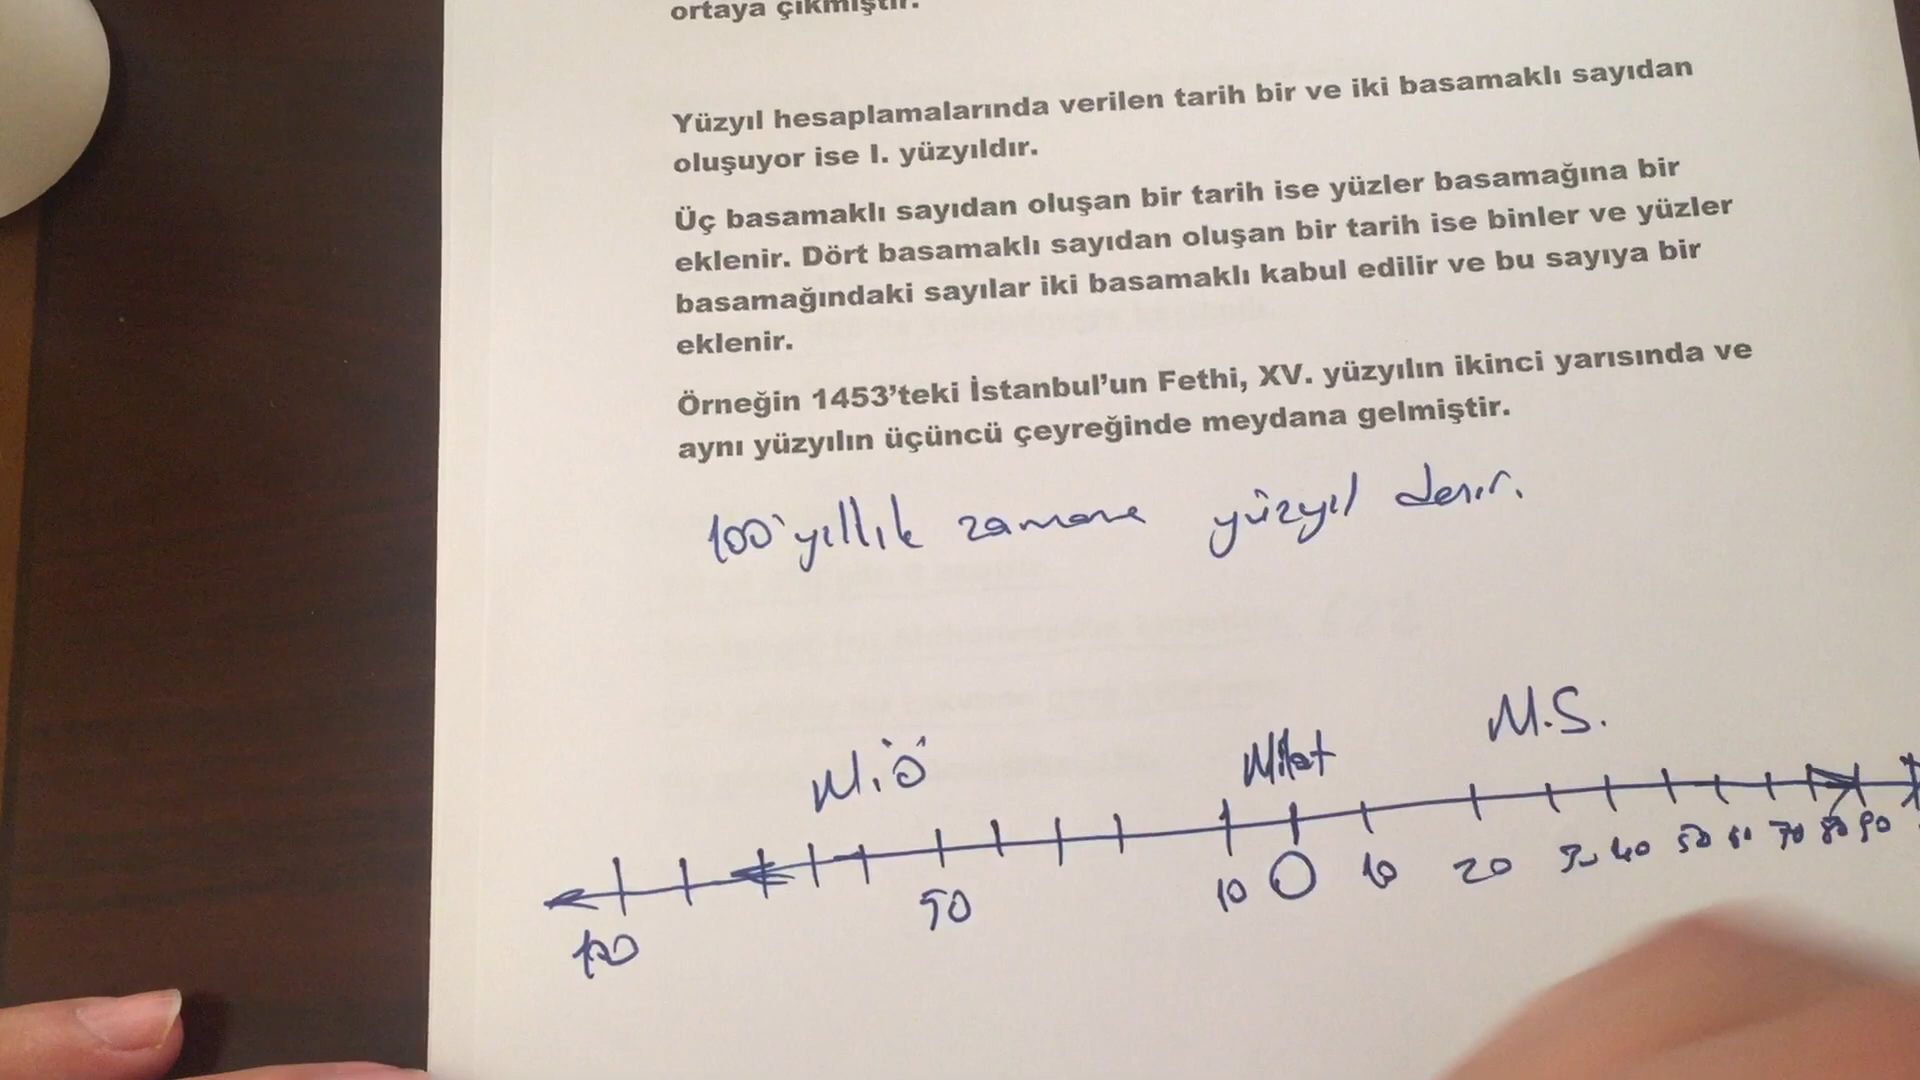 ortaya çıkmıştır.
Yüzyıl hesaplamalarında verilen tarih bir ve iki basamaklı sayıdan
oluşuyor ise I. yüzyıldır.
Üç basamaklı sayıdan oluşan bir tarih ise yüzler basamağına bir
eklenir. Dört basamaklı sayıdan oluşan bir tarih ise binler ve yüzler
basamağındaki sayılar iki basamaklı kabul edilir ve bu sayıya bir
eklenir.
Örneğin 1453’teki İstanbul’un Fethi, XV. yüzyılın ikinci yarısında ve
aynı yüzyılın üçüncü çeyreğinde meydana gelmiştir.
100 yıllık zamana yüzyıl denir.
M.Ö Milat M.S.
100 50 10 0 10 20 30 40 50 60 70 80 90